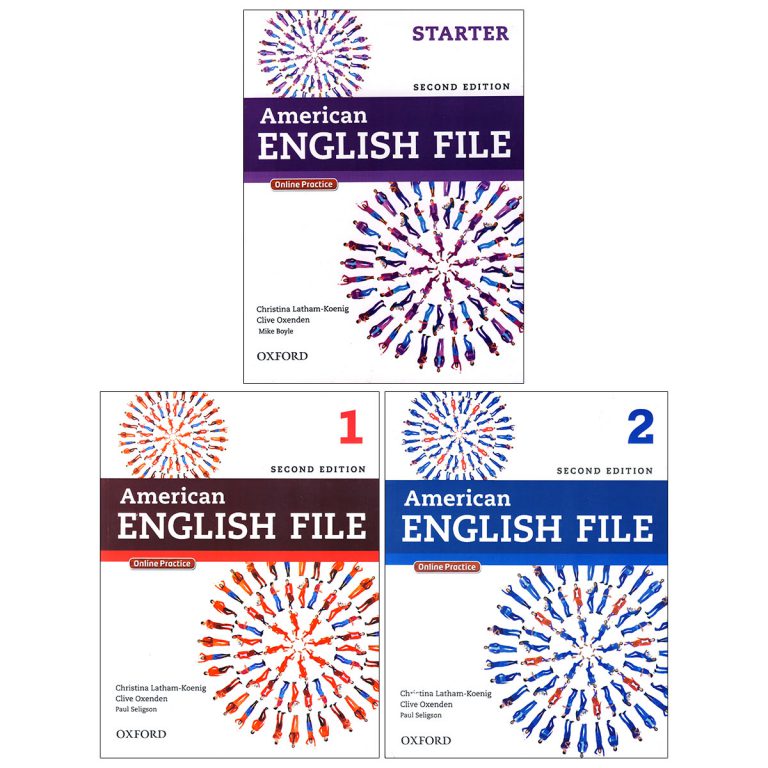 STARTER
SECOND EDITION
American
ENGLISH FILE
Online Practice
Christina Latham-Koenig
Clive Oxenden
Mike Boyle
OXFORD
1
SECOND EDITION
American
ENGLISH FILE
Online Practice
Christina Latham-Koenig
Clive Oxenden
Paul Seligson
OXFORD
2
SECOND EDITION
American
ENGLISH FILE
Online Practice
Christina Latham-Koenig
Clive Oxenden
Paul Seligson
OXFORD